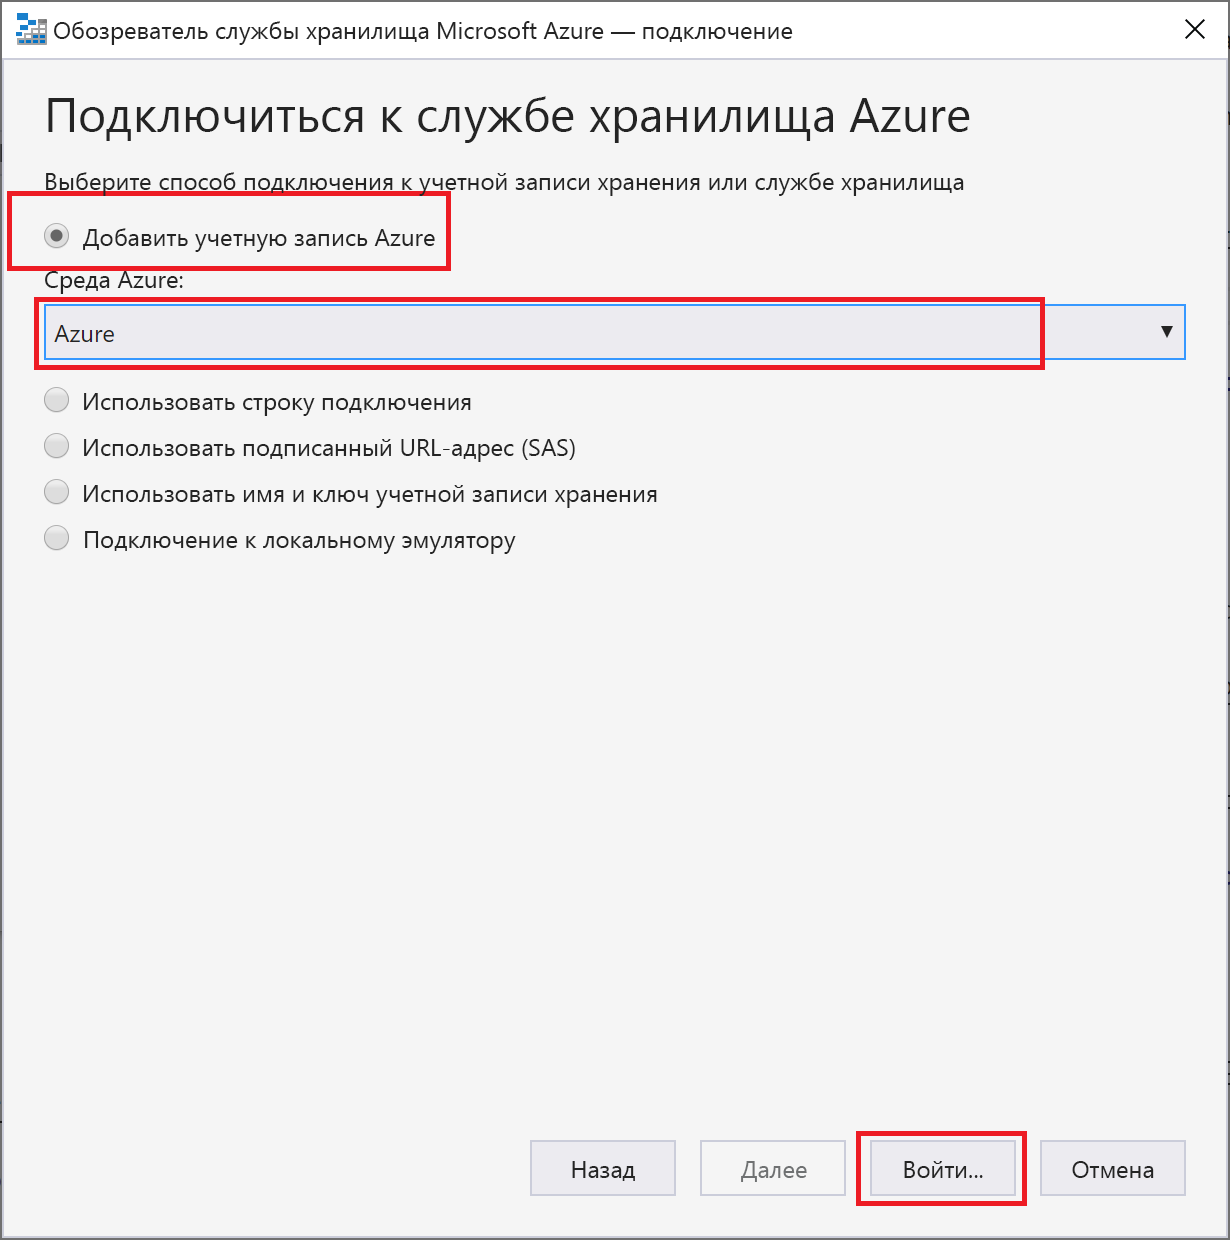 Обозреватель службы хранилища Microsoft Azure — подключение
Подключиться к службе хранилища Azure
Выберите способ подключения к учетной записи хранения или службе хранилища
Добавить учетную запись Azure
Среда Azure:
Azure
Использовать строку подключения
Использовать подписанный URL-адрес (SAS)
Использовать имя и ключ учетной записи хранения
Подключение к локальному эмулятору
Назад
Далее
Войти...
Отмена